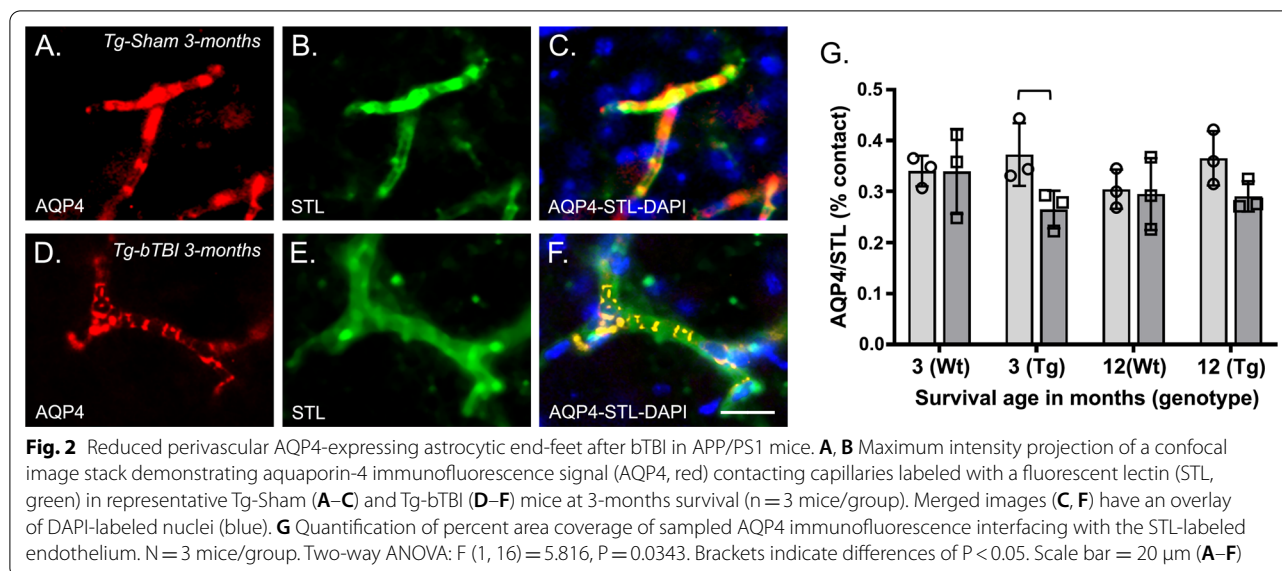 A.
Tg-Sham 3-months
AQP4
B.
STL
C.
AQP4-STL-DAPI
D.
Tg-bTBI 3-months
AQP4
E.
STL
F.
AQP4-STL-DAPI
G.
AQP4/STL (% contact)
0.5
0.4
0.3
0.2
0.1
0.0
3 (Wt) 3 (Tg) 12(Wt) 12 (Tg)
Survival age in months (genotype)
Fig. 2 Reduced perivascular AQP4-expressing astrocytic end-feet after bTBI in APP/PS1 mice. A, B Maximum intensity projection of a confocal
image stack demonstrating aquaporin-4 immunofluorescence signal (AQP4, red) contacting capillaries labeled with a fluorescent lectin (STL,
green) in representative Tg-Sham (A–C) and Tg-bTBI (D–F) mice at 3-months survival (n = 3 mice/group). Merged images (C, F) have an overlay
of DAPI-labeled nuclei (blue). G Quantification of percent area coverage of sampled AQP4 immunofluorescence interfacing with the STL-labeled
endothelium. N = 3 mice/group. Two-way ANOVA: F (1, 16) = 5.816, P = 0.0343. Brackets indicate differences of P < 0.05. Scale bar = 20 μm (A–F)